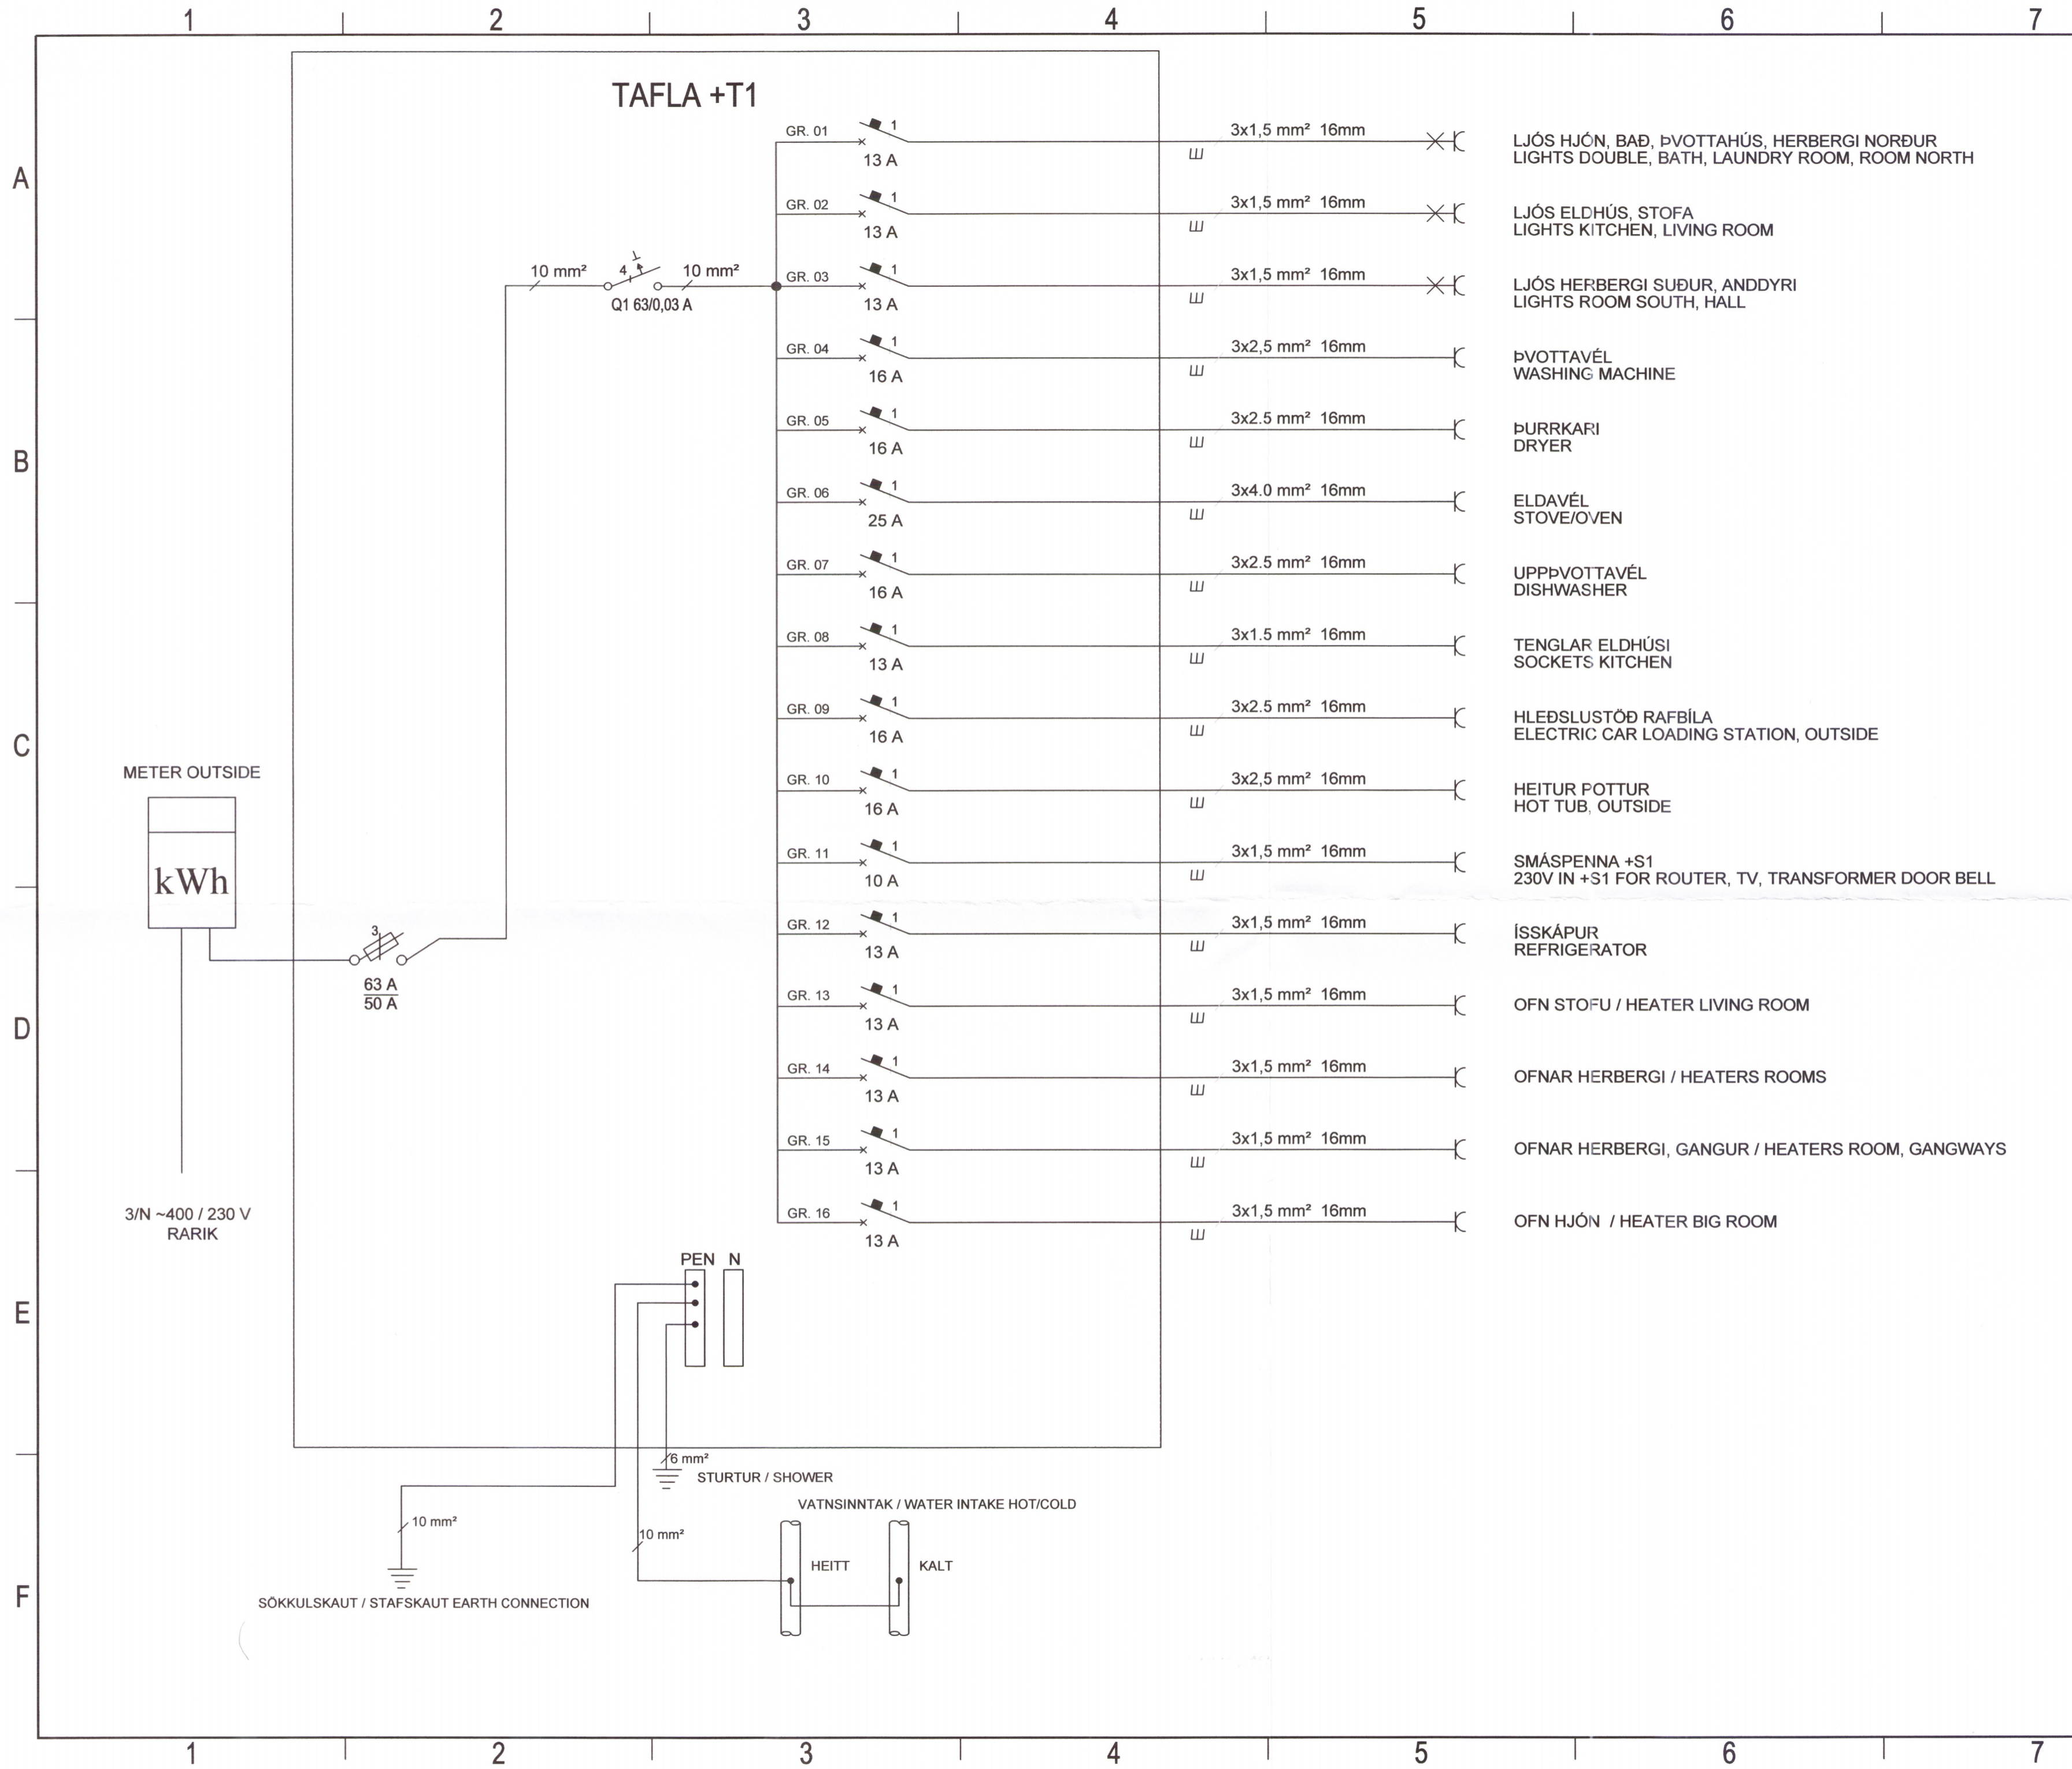 1 2 3 4 5 6 7
A
B
C
D
E
F
TAFLA +T1
GR. 01 1 13 A 3x1,5 mm² 16mm
LJÓS HJÓN, BAÐ, ÞVOTTAHÚS, HERBERGI NORÐUR
LIGHTS DOUBLE, BATH, LAUNDRY ROOM, ROOM NORTH
GR. 02 1 13 A 3x1,5 mm² 16mm
LJÓS ELDHÚS, STOFA
LIGHTS KITCHEN, LIVING ROOM
10 mm² 4 10 mm²
Q1 63/0,03 A
GR. 03 1 13 A 3x1,5 mm² 16mm
LJÓS HERBERGI SUÐUR, ANDDYRI
LIGHTS ROOM SOUTH, HALL
GR. 04 1 16 A 3x2,5 mm² 16mm
ÞVOTTAVÉL
WASHING MACHINE
GR. 05 1 16 A 3x2.5 mm² 16mm
ÞURRKARI
DRYER
GR. 06 1 25 A 3x4.0 mm² 16mm
ELDAVÉL
STOVE/OVEN
GR. 07 1 16 A 3x2.5 mm² 16mm
UPPÞVOTTAVÉL
DISHWASHER
GR. 08 1 13 A 3x1.5 mm² 16mm
TENGLAR ELDHÚSI
SOCKETS KITCHEN
GR. 09 1 16 A 3x2.5 mm² 16mm
HLEÐSLUSTÖÐ RAFBÍLA
ELECTRIC CAR LOADING STATION, OUTSIDE
GR. 10 1 16 A 3x2,5 mm² 16mm
HEITUR POTTUR
HOT TUB, OUTSIDE
GR. 11 1 10 A 3x1,5 mm² 16mm
SMÁSPENNA +S1
230V IN +S1 FOR ROUTER, TV, TRANSFORMER DOOR BELL
GR. 12 1 13 A 3x1,5 mm² 16mm
ÍSSKÁPUR
REFRIGERATOR
GR. 13 1 13 A 3x1,5 mm² 16mm
OFN STOFU / HEATER LIVING ROOM
GR. 14 1 13 A 3x1,5 mm² 16mm
OFNAR HERBERGI / HEATERS ROOMS
GR. 15 1 13 A 3x1,5 mm² 16mm
OFNAR HERBERGI, GANGUR / HEATERS ROOM, GANGWAYS
GR. 16 1 13 A 3x1,5 mm² 16mm
OFN HJÓN / HEATER BIG ROOM
METER OUTSIDE
kWh
3
63 A
50 A
3/N ~400 / 230 V
RARIK
PEN N
6 mm²
STURTUR / SHOWER
VATNSINNTAK / WATER INTAKE HOT/COLD
10 mm²
10 mm²
HEITT KALT
SÖKKULSKAUT / STAFSKAUT EARTH CONNECTION
1 2 3 4 5 6 7